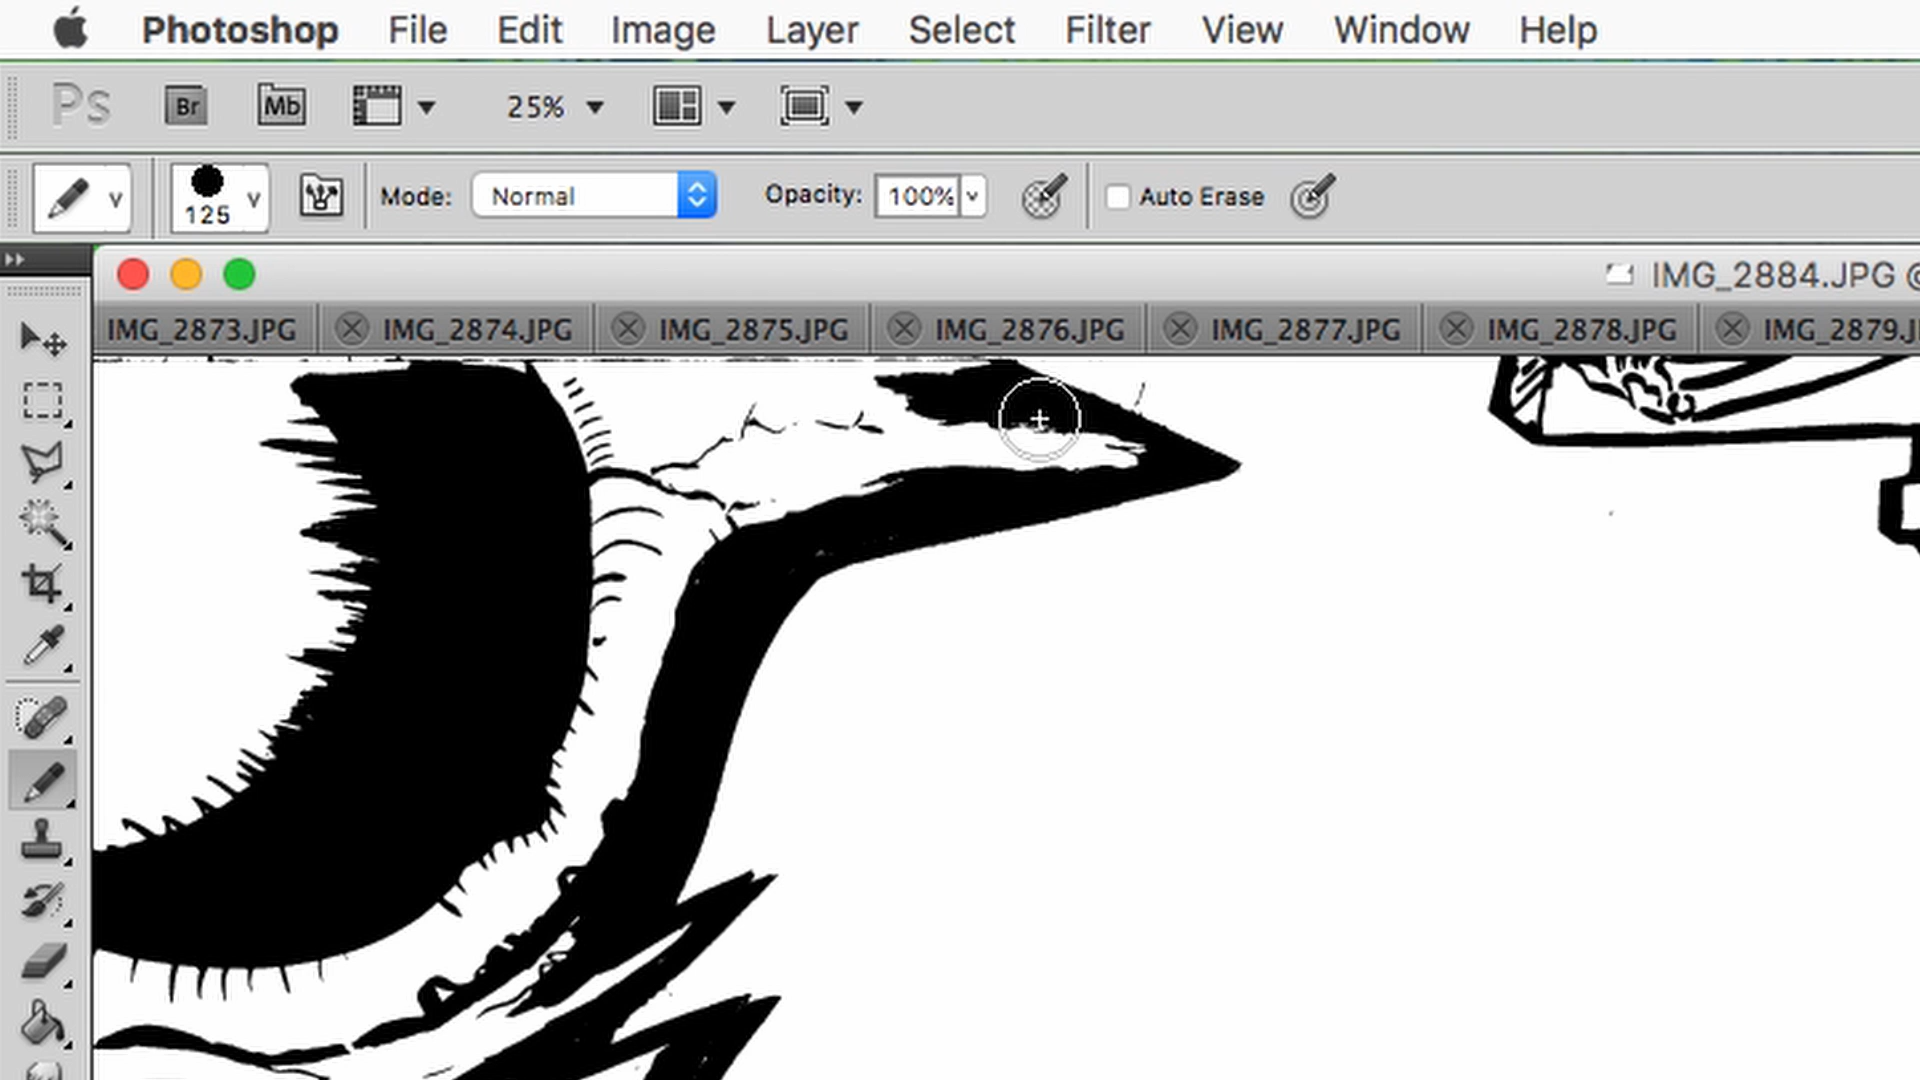 Photoshop File Edit Image Layer Select Filter View Window Help
Ps Br Mb 25%
125 Mode: Normal Opacity: 100% Auto Erase
IMG_2884.JPG @
IMG_2873.JPG IMG_2874.JPG IMG_2875.JPG IMG_2876.JPG IMG_2877.JPG IMG_2878.JPG IMG_2879.J